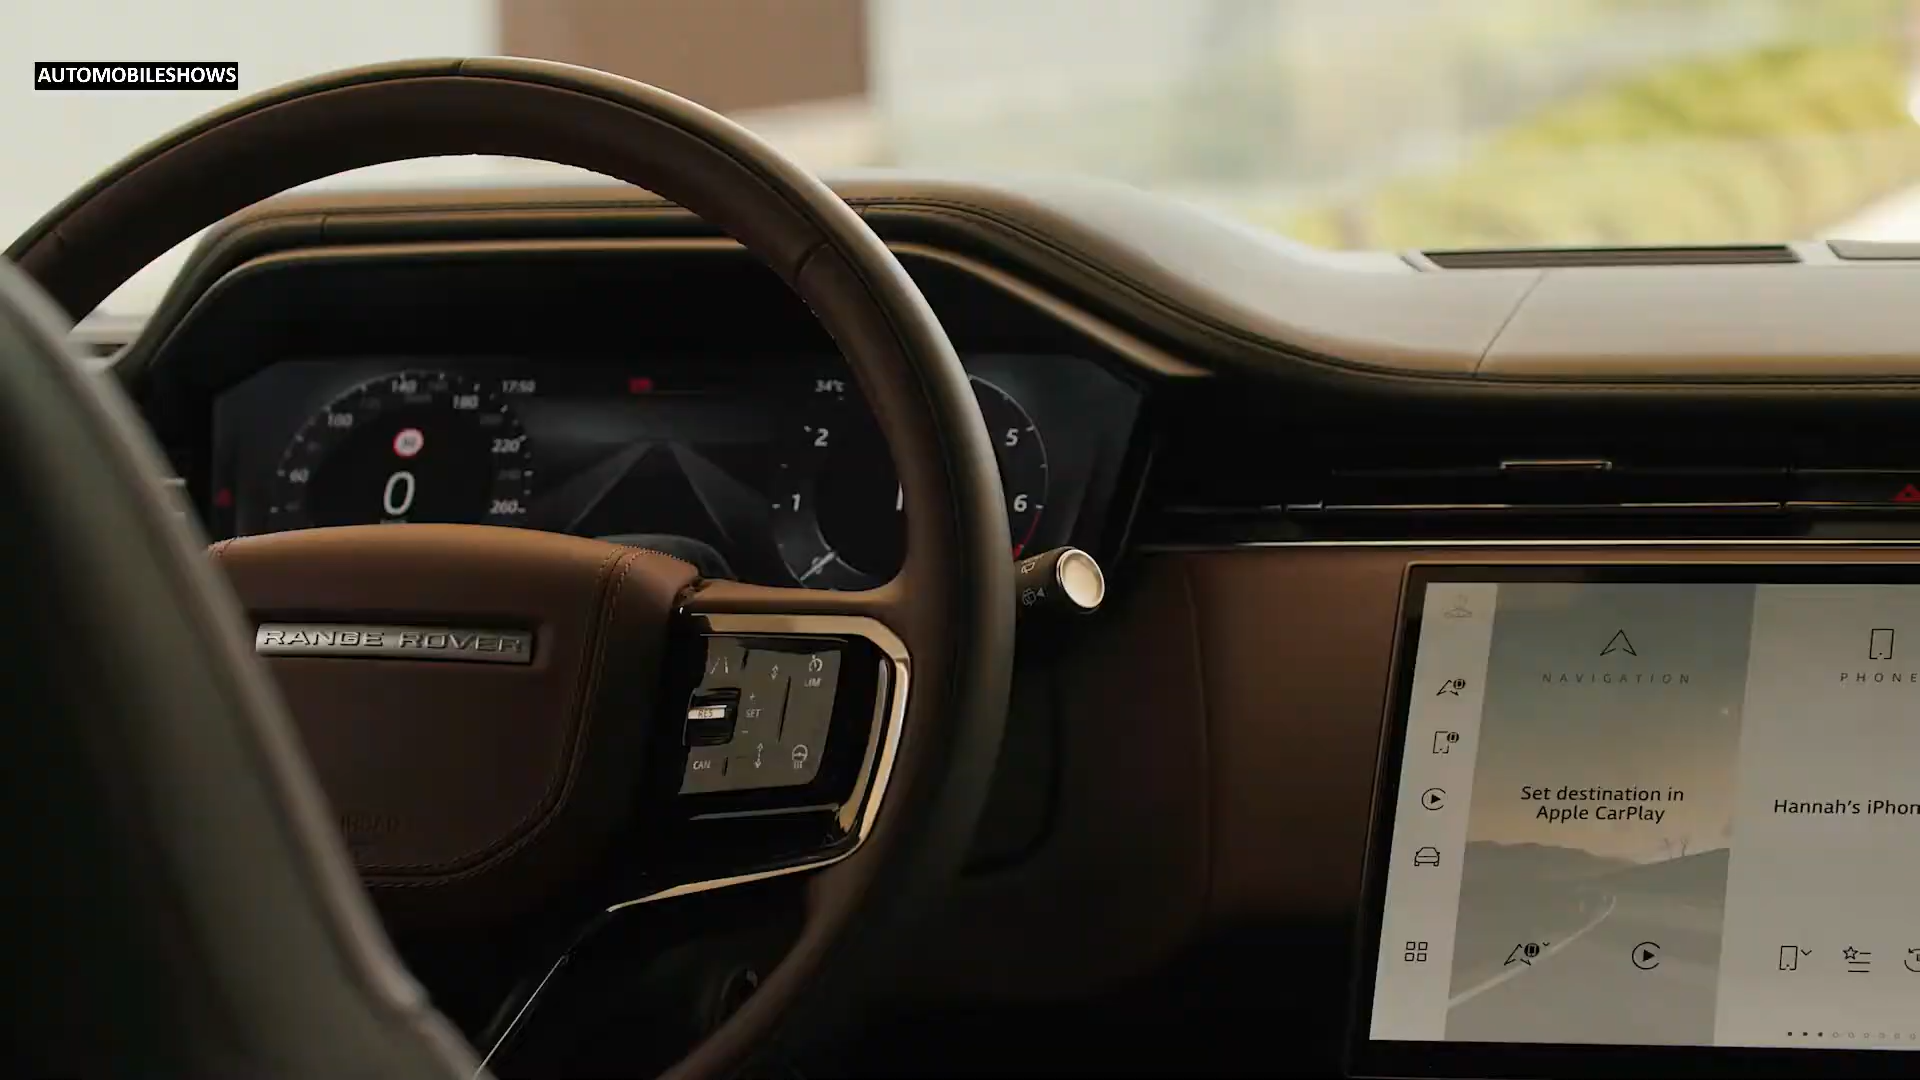 AUTOMOBILESHOWS
140
17:50
34°c
180
100
2
5
220
60
0
1
6
260
RANGE ROVER
NAVIGATION
PHONE
LIM
+
RES
SET
-
CAN
Set destination in
Apple CarPlay
Hannah's iPhon